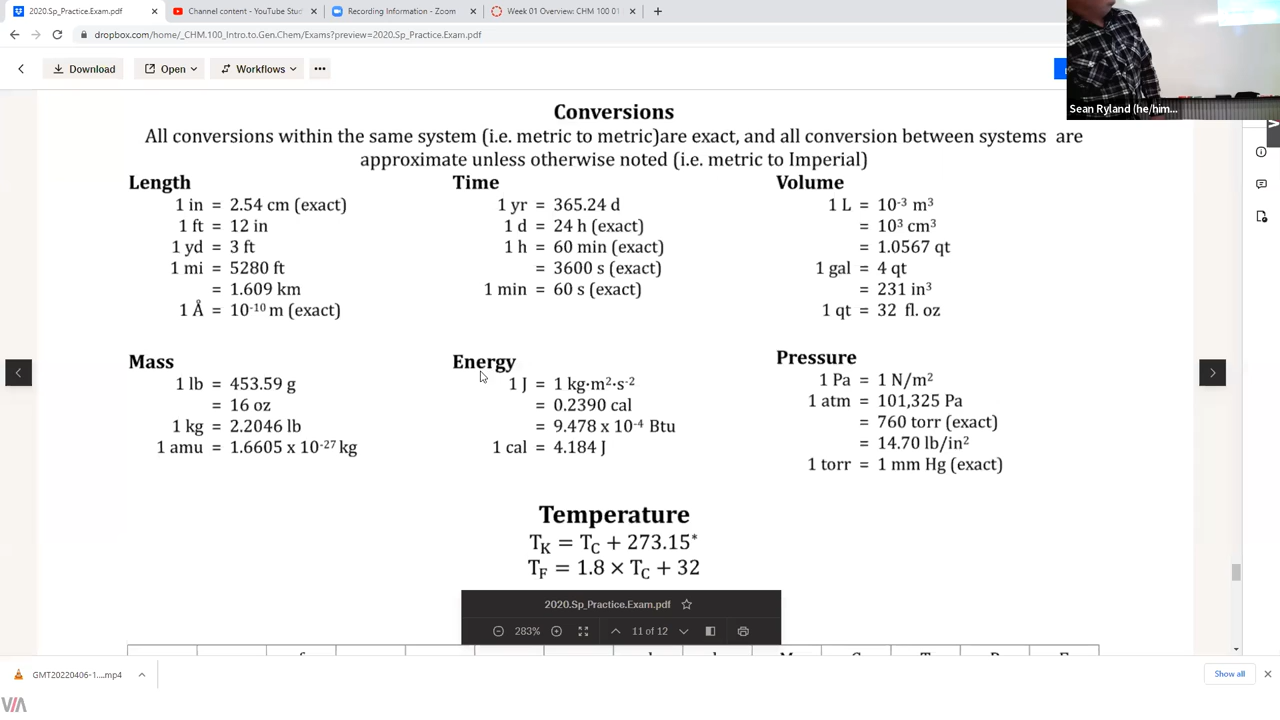 2020.Sp_Practice.Exam.pdf
Channel content - YouTube Stud
Recording Information - Zoom
Week 01 Overview: CHM 100 01
dropbox.com/home/_CHM.100_Intro.to.Gen.Chem/Exams?preview=2020.Sp_Practice.Exam.pdf
Download
Open
Workflows
Sean Ryland (he/him...
Conversions
All conversions within the same system (i.e. metric to metric)are exact, and all conversion between systems are
approximate unless otherwise noted (i.e. metric to Imperial)
Length
1 in = 2.54 cm (exact)
1 ft = 12 in
1 yd = 3 ft
1 mi = 5280 ft
= 1.609 km
1 Å = 10⁻¹⁰ m (exact)
Time
1 yr = 365.24 d
1 d = 24 h (exact)
1 h = 60 min (exact)
= 3600 s (exact)
1 min = 60 s (exact)
Volume
1 L = 10⁻³ m³
= 10³ cm³
= 1.0567 qt
1 gal = 4 qt
= 231 in³
1 qt = 32 fl. oz
Mass
1 lb = 453.59 g
= 16 oz
1 kg = 2.2046 lb
1 amu = 1.6605 x 10⁻²⁷ kg
Energy
1 J = 1 kg·m²·s⁻²
= 0.2390 cal
= 9.478 x 10⁻⁴ Btu
1 cal = 4.184 J
Pressure
1 Pa = 1 N/m²
1 atm = 101,325 Pa
= 760 torr (exact)
= 14.70 lb/in²
1 torr = 1 mm Hg (exact)
Temperature
T_K = T_C + 273.15*
T_F = 1.8 × T_C + 32
2020.Sp_Practice.Exam.pdf
283%
11 of 12
GMT20220406-1....mp4
Show all
VIA